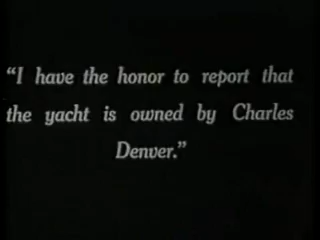 “I have the honor to report that
the yacht is owned by Charles
Denver.”